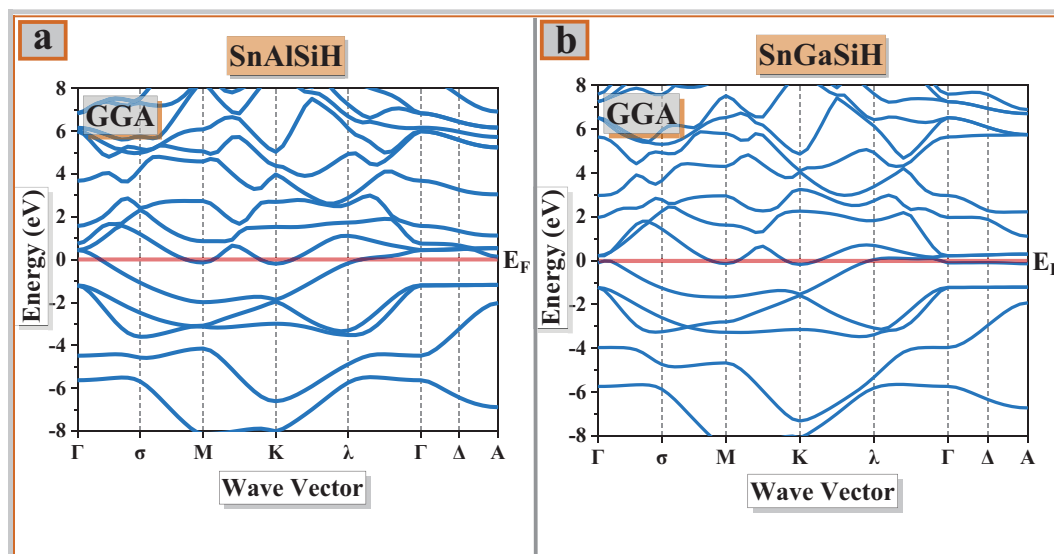 a
SnAlSiH
GGA
Energy (eV)
8
6
4
2
0
-2
-4
-6
-8
E_F
Γ
σ
M
K
λ
Γ
Δ
A
Wave Vector
b
SnGaSiH
GGA
Energy (eV)
8
6
4
2
0
-2
-4
-6
-8
E
Γ
σ
M
K
λ
Γ
Δ
A
Wave Vector